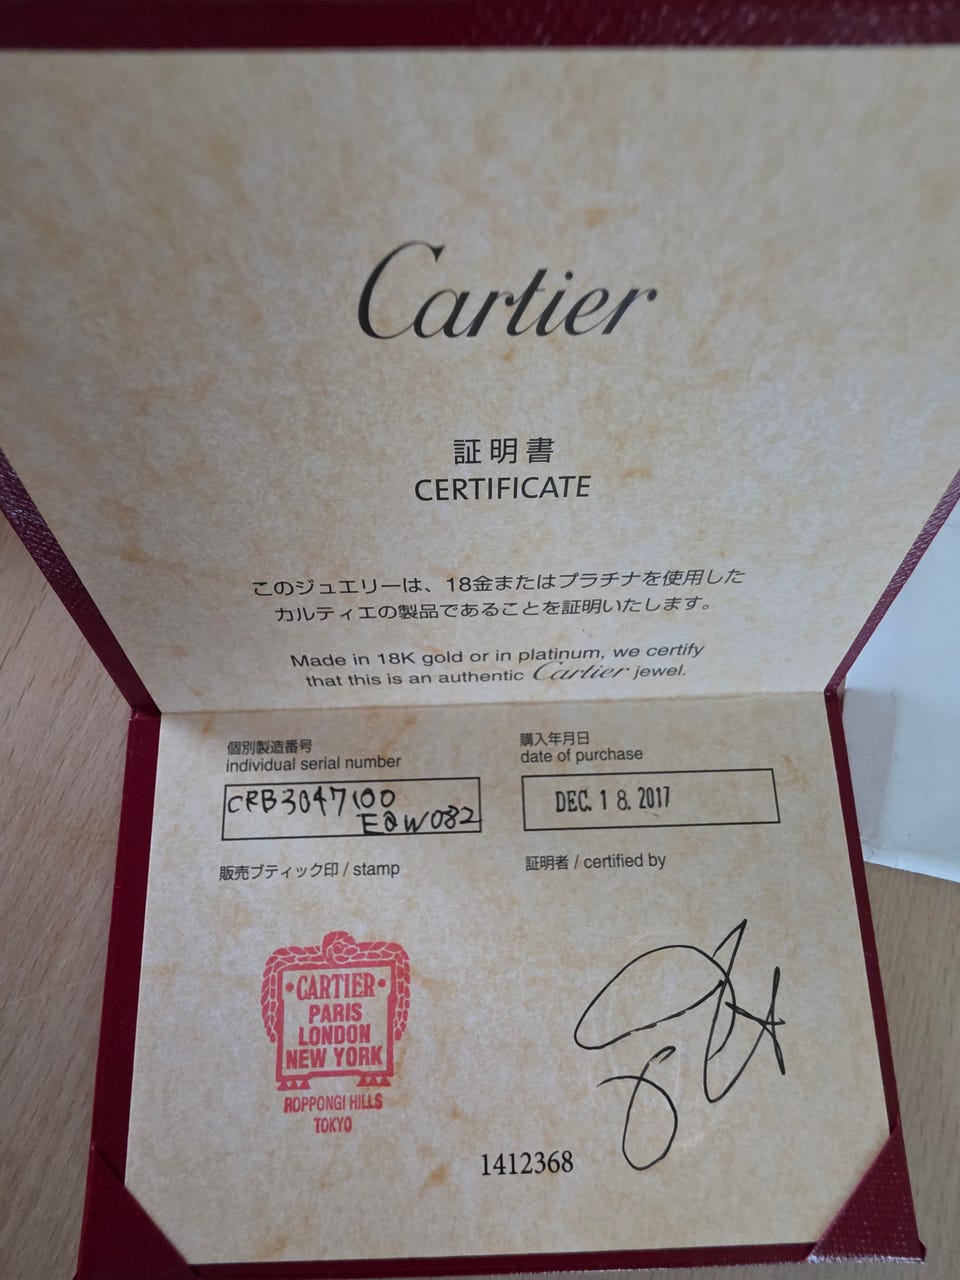 Cartier
証明書
CERTIFICATE
このジュエリーは、18金またはプラチナを使用した
カルティエの製品であることを証明いたします。
Made in 18K gold or in platinum, we certify
that this is an authentic Cartier jewel.
個別製造番号
individual serial number
CRB3047100
E@W082
購入年月日
date of purchase
DEC. 18. 2017
販売ブティック印 / stamp
証明者 / certified by
CARTIER
PARIS
LONDON
NEW YORK
ROPPONGI HILLS
TOKYO
1412368